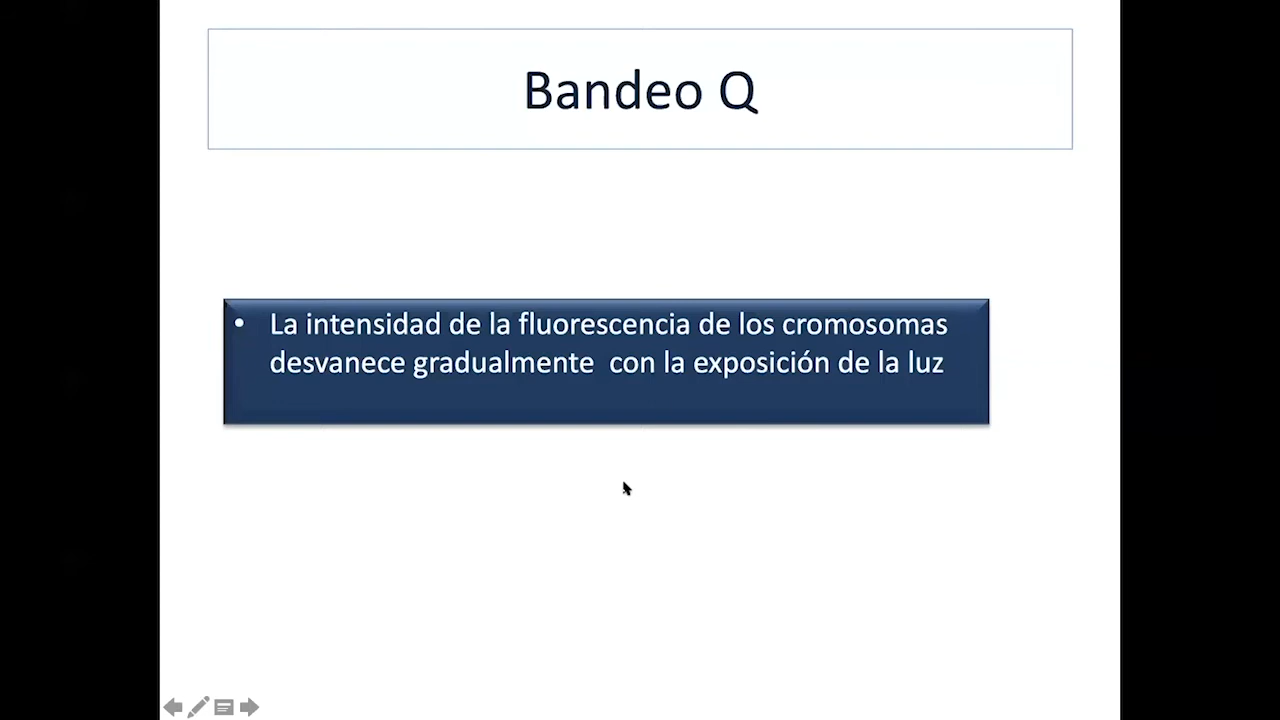 Bandeo Q
• La intensidad de la fluorescencia de los cromosomas
desvanece gradualmente con la exposición de la luz